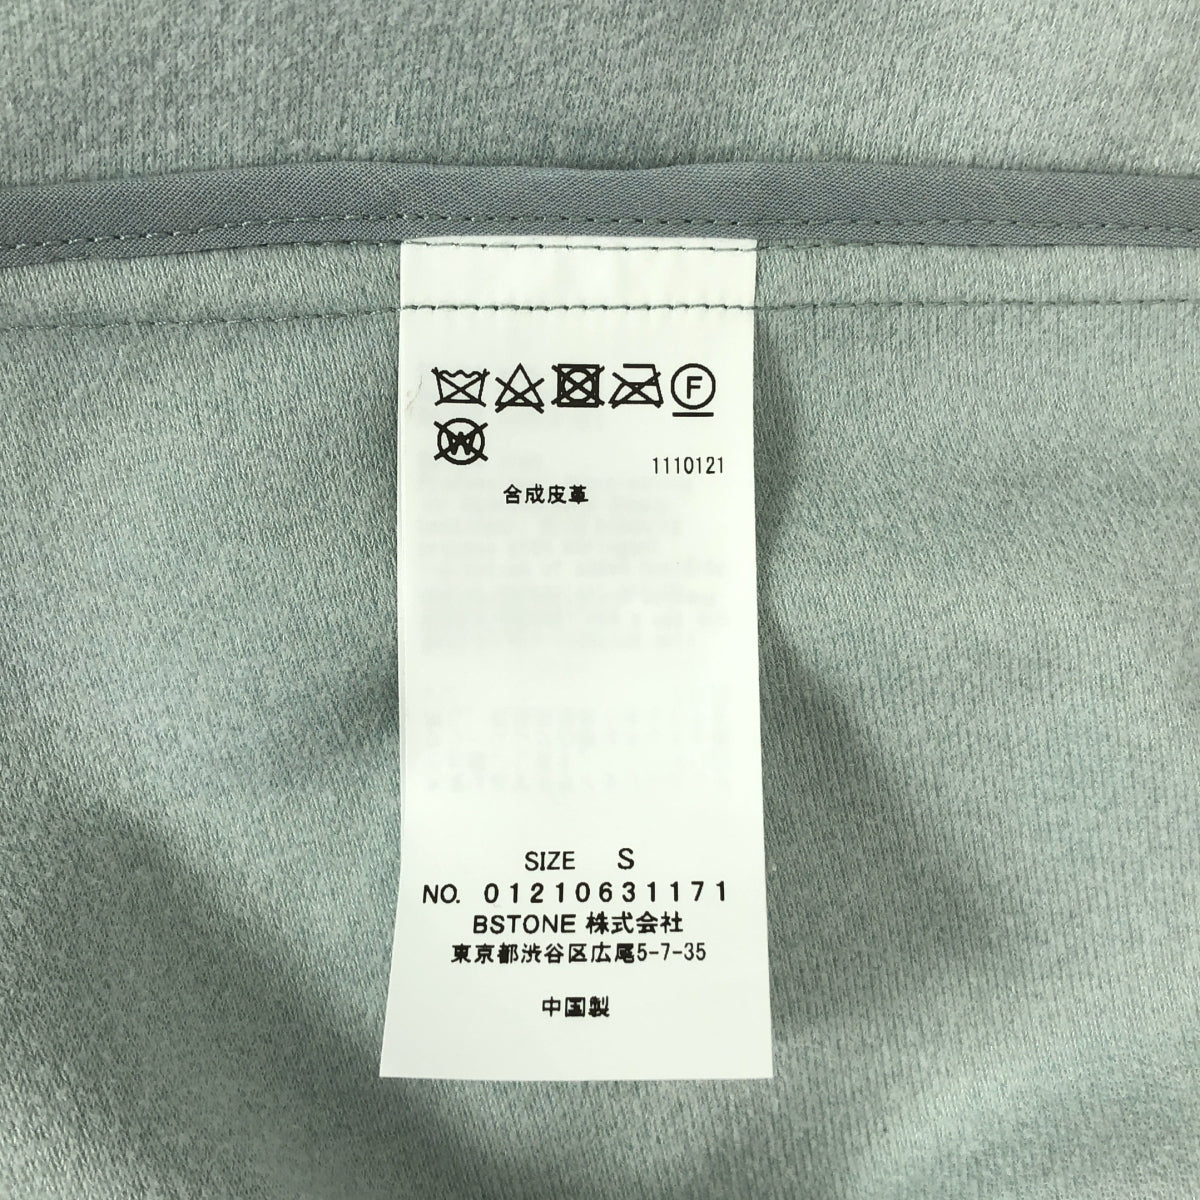 F
W
1110121
合成皮革
SIZE S
NO. 01210631171
BSTONE 株式会社
東京都渋谷区広尾5-7-35
中国製